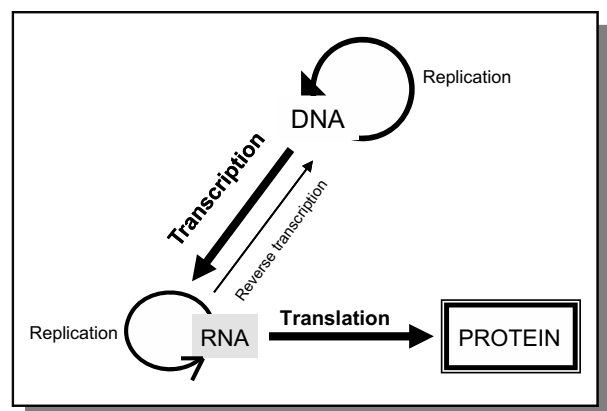 Replication
DNA
Transcription
Reverse transcription
Replication
RNA
Translation
PROTEIN